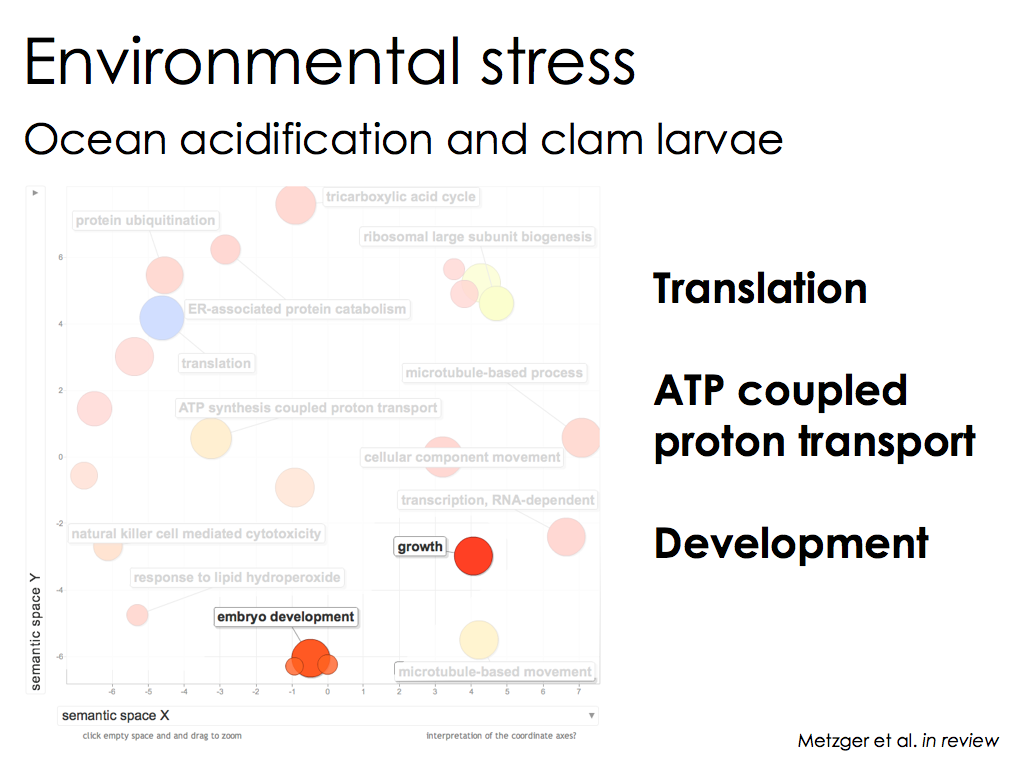 Environmental stress
Ocean acidification and clam larvae
tricarboxylic acid cycle
protein ubiquitination
ribosomal large subunit biogenesis
ER-associated protein catabolism
translation
microtubule-based process
ATP synthesis coupled proton transport
cellular component movement
transcription, RNA-dependent
natural killer cell mediated cytotoxicity
growth
response to lipid hydroperoxide
embryo development
microtubule-based movement
6
4
2
0
-2
-4
-6
semantic space Y
-6 -5 -4 -3 -2 -1 0 1 2 3 4 5 6 7
semantic space X
click empty space and and drag to zoom
Interpretation of the coordinate axes?
Translation
ATP coupled
proton transport
Development
Metzger et al. in review